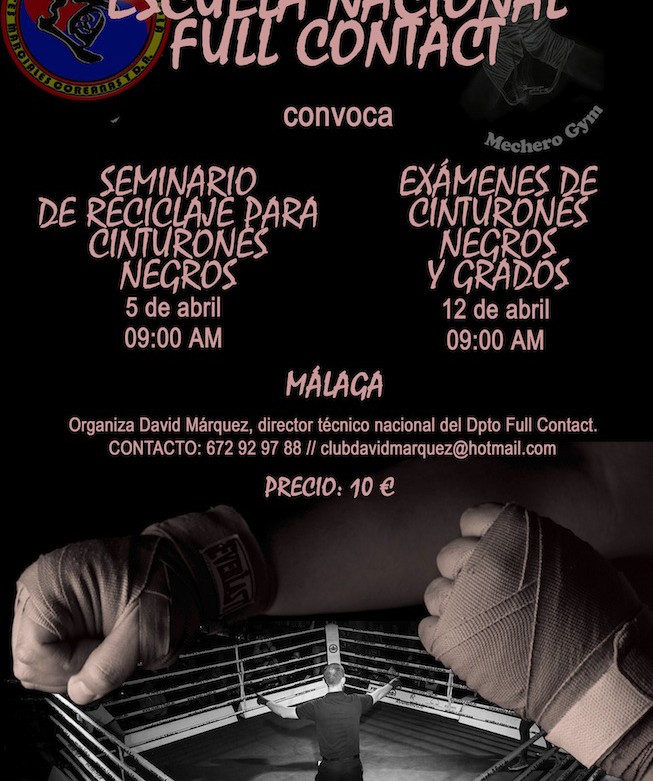 ESCUELA NACIONAL
FULL CONTACT
MARCIALES COREANAS Y D.A.
convoca
Mechero Gym
SEMINARIO
DE RECICLAJE PARA
CINTURONES
NEGROS
5 de abril
09:00 AM
EXÁMENES DE
CINTURONES
NEGROS
Y GRADOS
12 de abril
09:00 AM
MÁLAGA
Organiza David Márquez, director técnico nacional del Dpto Full Contact.
CONTACTO: 672 92 97 88 // clubdavidmarquez@hotmail.com
PRECIO: 10 €